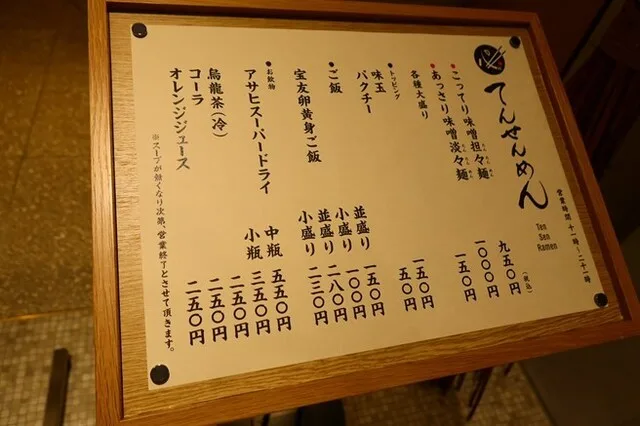 営業時間 十一時〜二十一時
てんせんめん
Ten
Sen
Ramen
(税込)
・こってり味噌担々麺 九五〇円
・あっさり味噌淡々麺 一〇〇〇円
各種大盛り 一五〇円
・トッピング
味玉 一五〇円
パクチー 五〇円
・ご飯 並盛り 一五〇円
小盛り 一〇〇円
宝友卵黄身ご飯 並盛り 二八〇円
小盛り 二三〇円
・お飲物
アサヒスーパードライ 中瓶 五五〇円
小瓶 三五〇円
烏龍茶(冷) 二五〇円
コーラ 二五〇円
オレンジジュース 二五〇円
※スープが無くなり次第、営業終了とさせて頂きます。